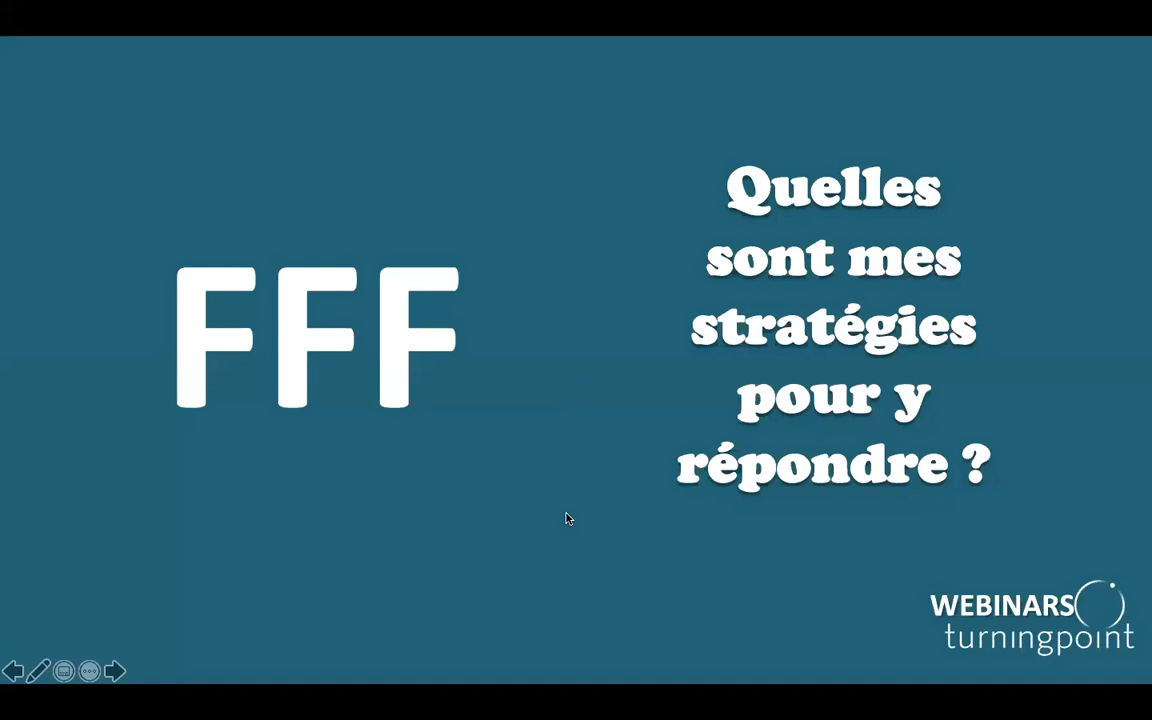 FFF
Quelles
sont mes
stratégies
pour y
répondre ?
WEBINARS
turningpoint